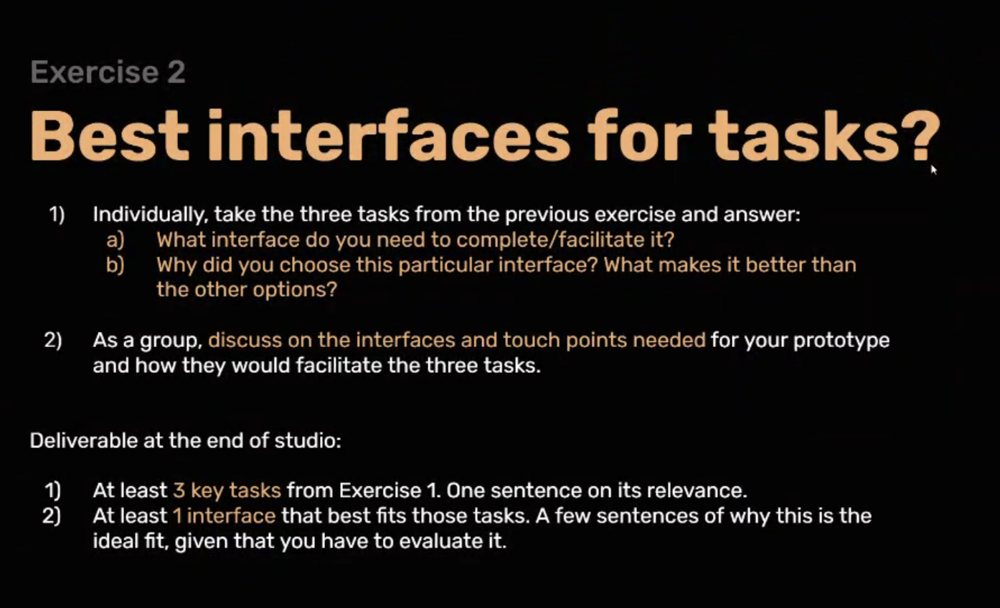 Exercise 2
Best interfaces for tasks?
1) Individually, take the three tasks from the previous exercise and answer:
a) What interface do you need to complete/facilitate it?
b) Why did you choose this particular interface? What makes it better than
the other options?
2) As a group, discuss on the interfaces and touch points needed for your prototype
and how they would facilitate the three tasks.
Deliverable at the end of studio:
1) At least 3 key tasks from Exercise 1. One sentence on its relevance.
2) At least 1 interface that best fits those tasks. A few sentences of why this is the
ideal fit, given that you have to evaluate it.